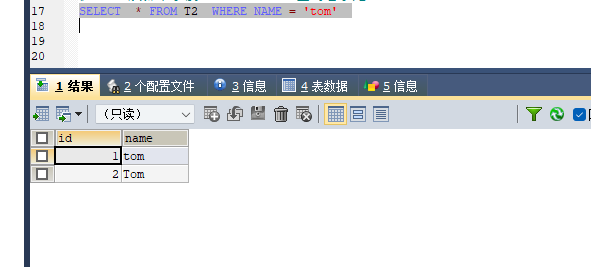 17 SELECT * FROM T2 WHERE NAME = 'tom'
18
19
20
1 结果 2 个配置文件 3 信息 4 表数据 5 信息
（只读）
id name
1 tom
2 Tom